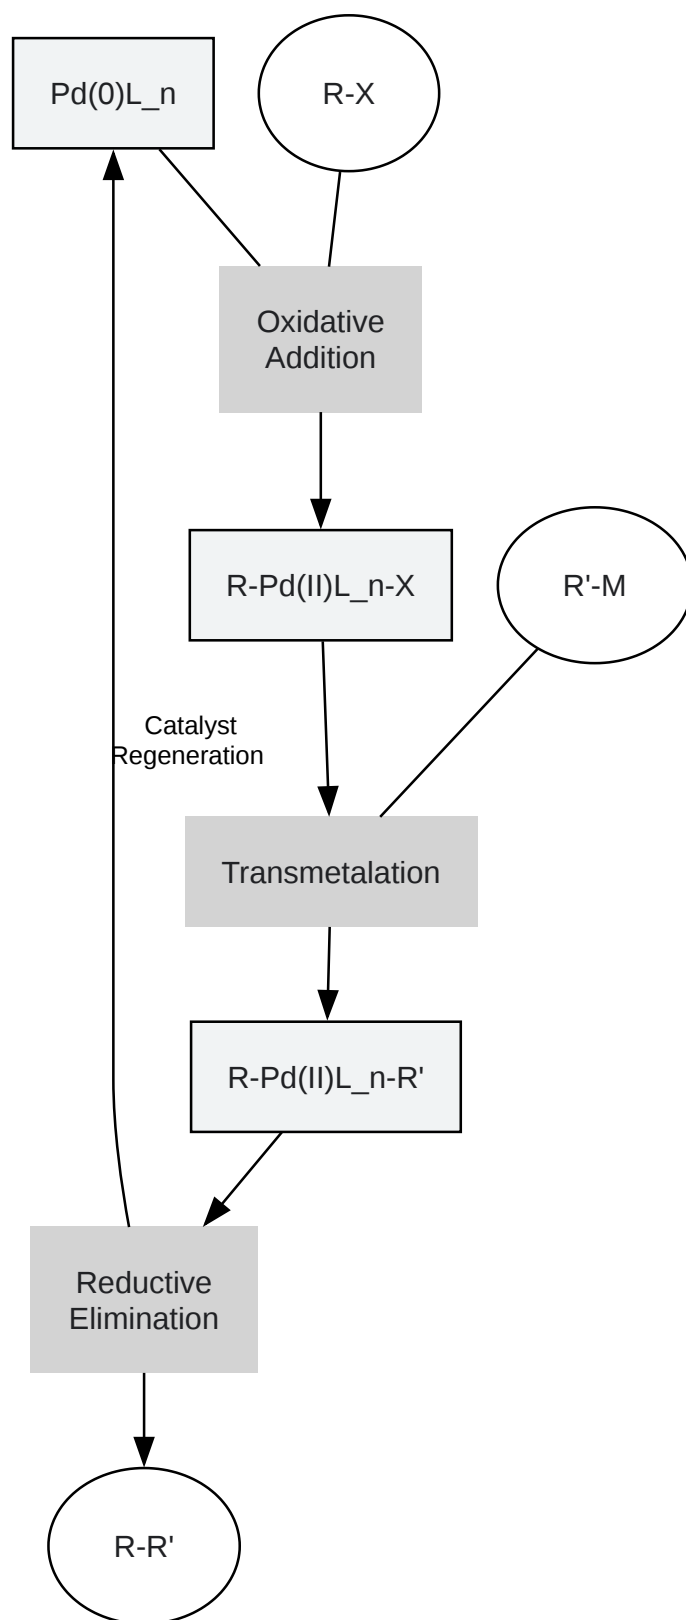 Pd(0)L_n
R-X
Oxidative
Addition
R-Pd(II)L_n-X
R'-M
Catalyst
Regeneration
Transmetalation
R-Pd(II)L_n-R'
Reductive
Elimination
R-R'